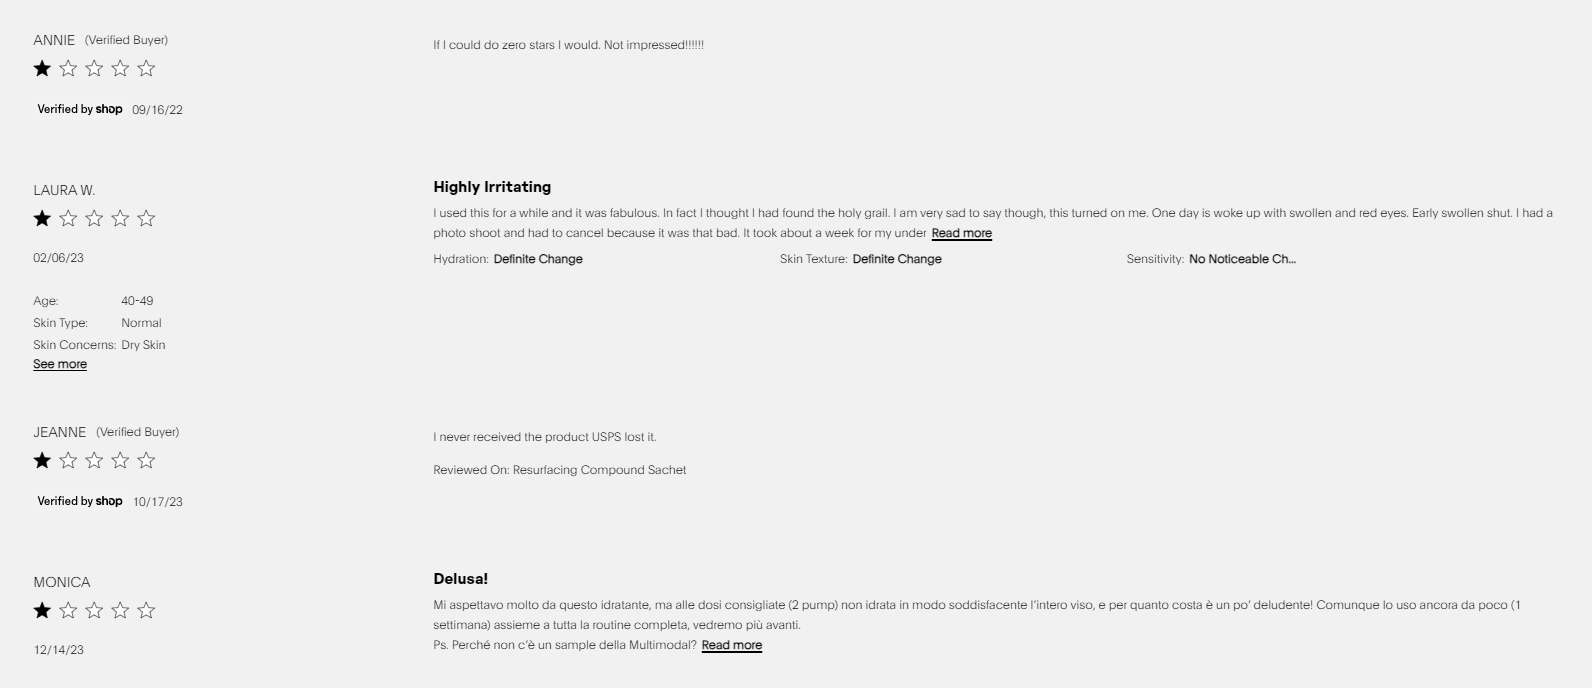 ANNIE (Verified Buyer)
If I could do zero stars I would. Not impressed!!!!!!
Verified by shop 09/16/22
LAURA W.
02/06/23
Age: 40-49
Skin Type: Normal
Skin Concerns: Dry Skin
See more
Highly Irritating
I used this for a while and it was fabulous. In fact I thought I had found the holy grail. I am very sad to say though, this turned on me. One day is woke up with swollen and red eyes. Early swollen shut. I had a
photo shoot and had to cancel because it was that bad. It took about a week for my under Read more
Hydration: Definite Change Skin Texture: Definite Change Sensitivity: No Noticeable Ch...
JEANNE (Verified Buyer)
Verified by shop 10/17/23
I never received the product USPS lost it.
Reviewed On: Resurfacing Compound Sachet
MONICA
12/14/23
Delusa!
Mi aspettavo molto da questo idratante, ma alle dosi consigliate (2 pump) non idrata in modo soddisfacente l'intero viso, e per quanto costa è un po' deludente! Comunque lo uso ancora da poco (1
settimana) assieme a tutta la routine completa, vedremo più avanti.
Ps. Perché non c'è un sample della Multimodal? Read more